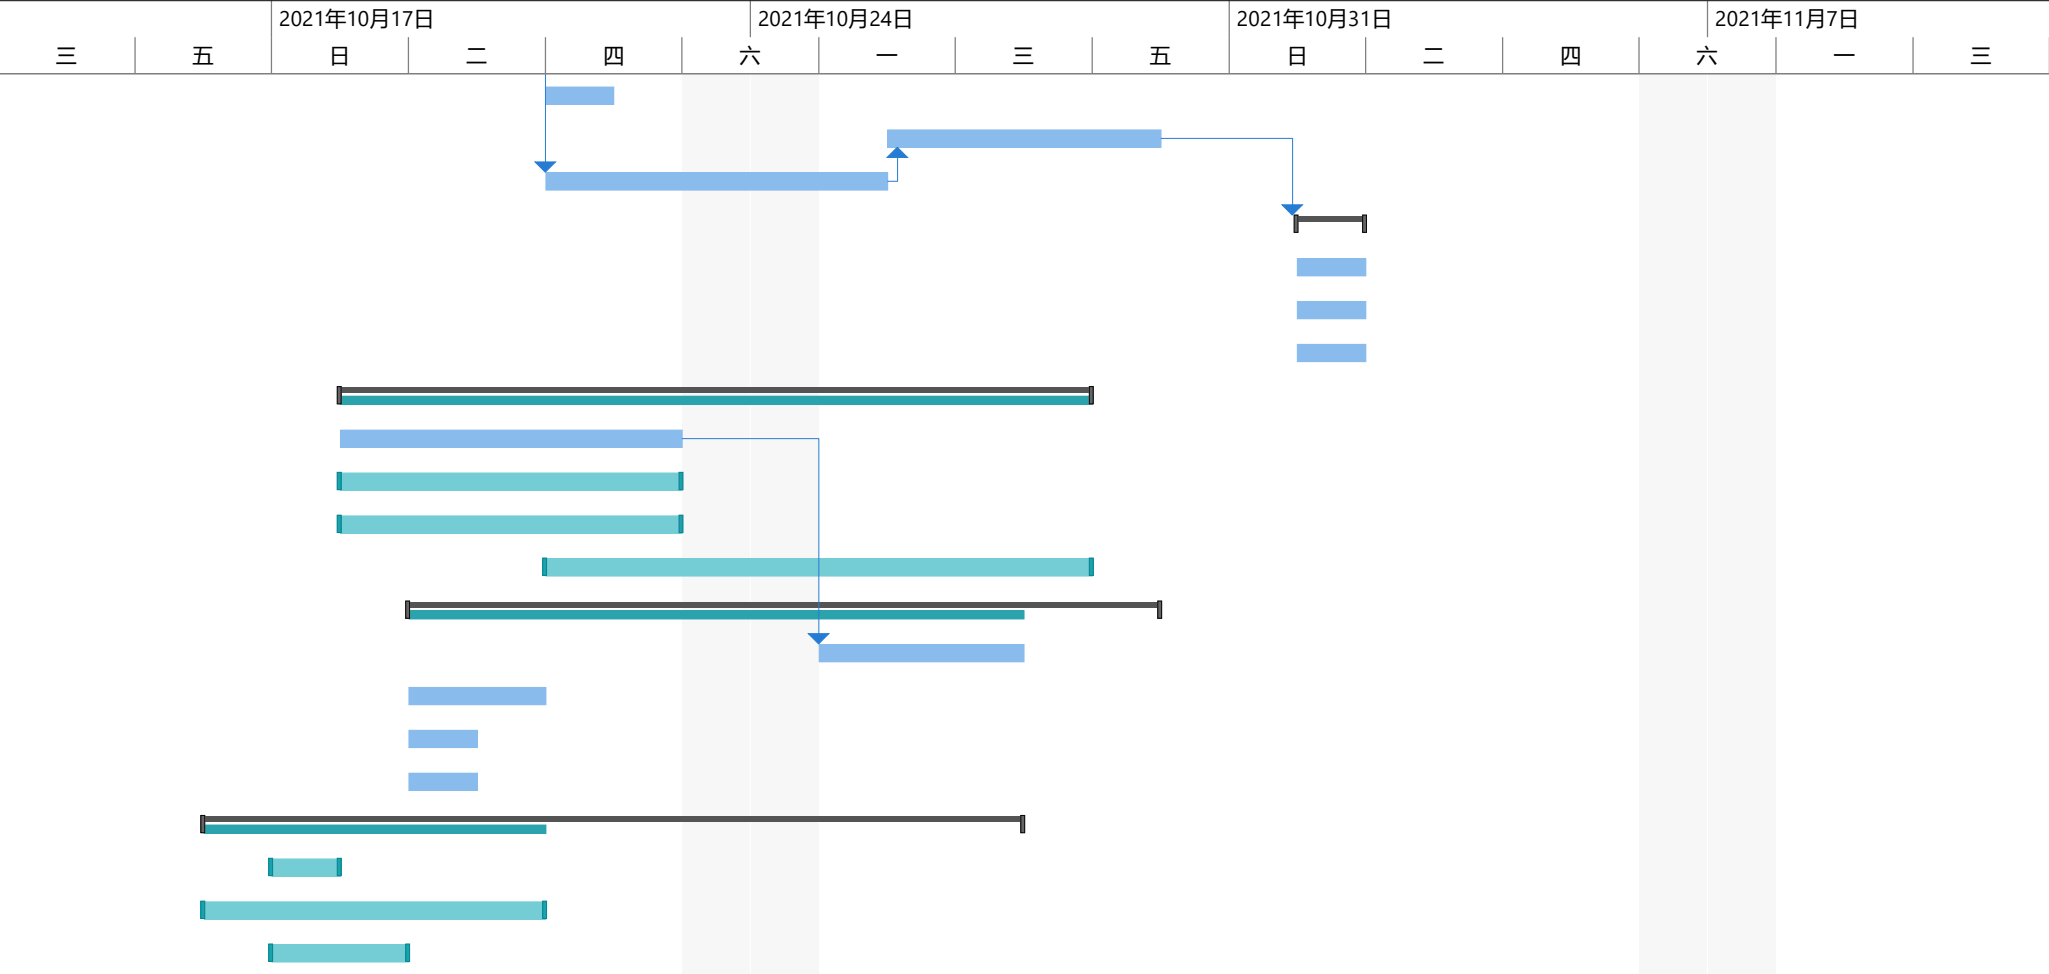 2021年10月17日 2021年10月24日 2021年10月31日 2021年11月7日
三 五 日 二 四 六 一 三 五 日 二 四 六 一 三